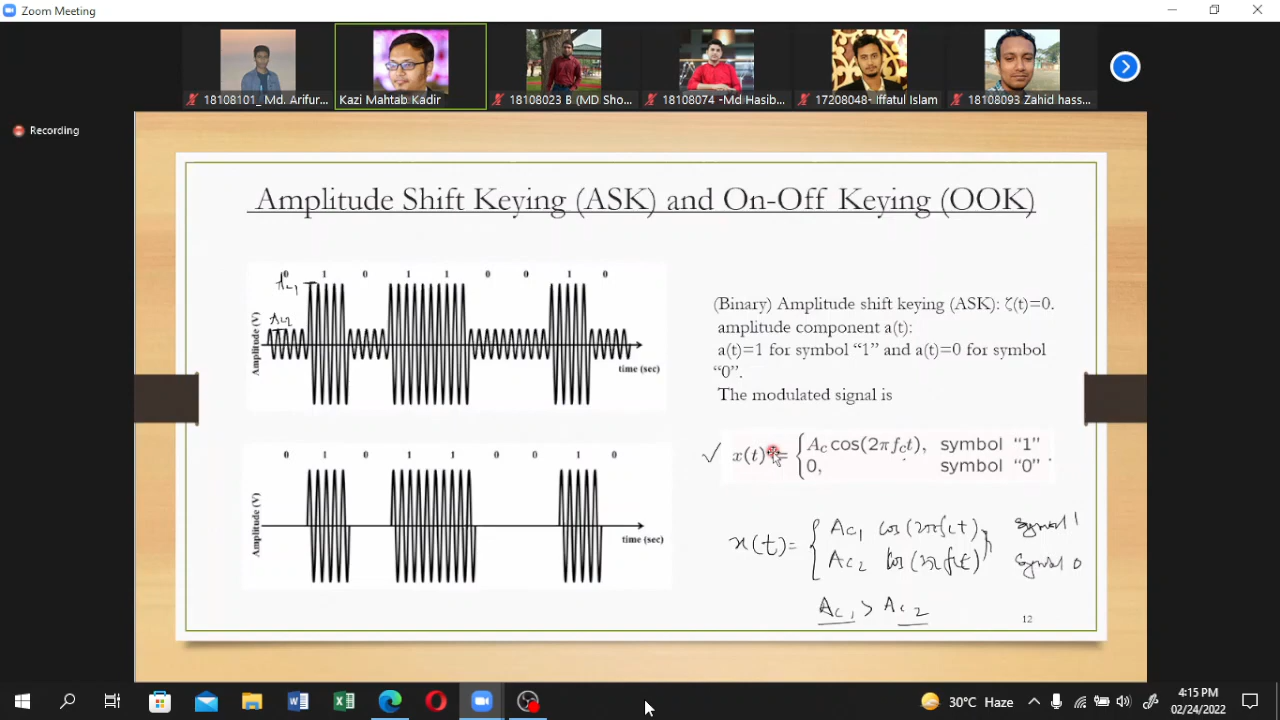 Zoom Meeting
18108101_ Md. Arifur...
Kazi Mahtab Kadir
18108023 B (MD Sho...
18108074 -Md Hasib...
17208048- Iffatul Islam
18108093 Zahid hass...
Recording
Amplitude Shift Keying (ASK) and On-Off Keying (OOK)
0 1 0 1 1 0 0 1 0
Ac1
Ac2
Amplitude (V)
time (sec)
0 1 0 1 1 0 0 1 0
Amplitude (V)
time (sec)
(Binary) Amplitude shift keying (ASK): ζ(t)=0.
amplitude component a(t):
a(t)=1 for symbol “1” and a(t)=0 for symbol
“0”.
The modulated signal is
✓ x(t) = { Ac cos(2πfct), symbol “1”
0, symbol “0” .
x(t) = { Ac1 cos(2πfct) } symbol 1
Ac2 cos(2πfct) symbol 0
Ac1 > Ac2
12
30°C Haze
4:15 PM
02/24/2022